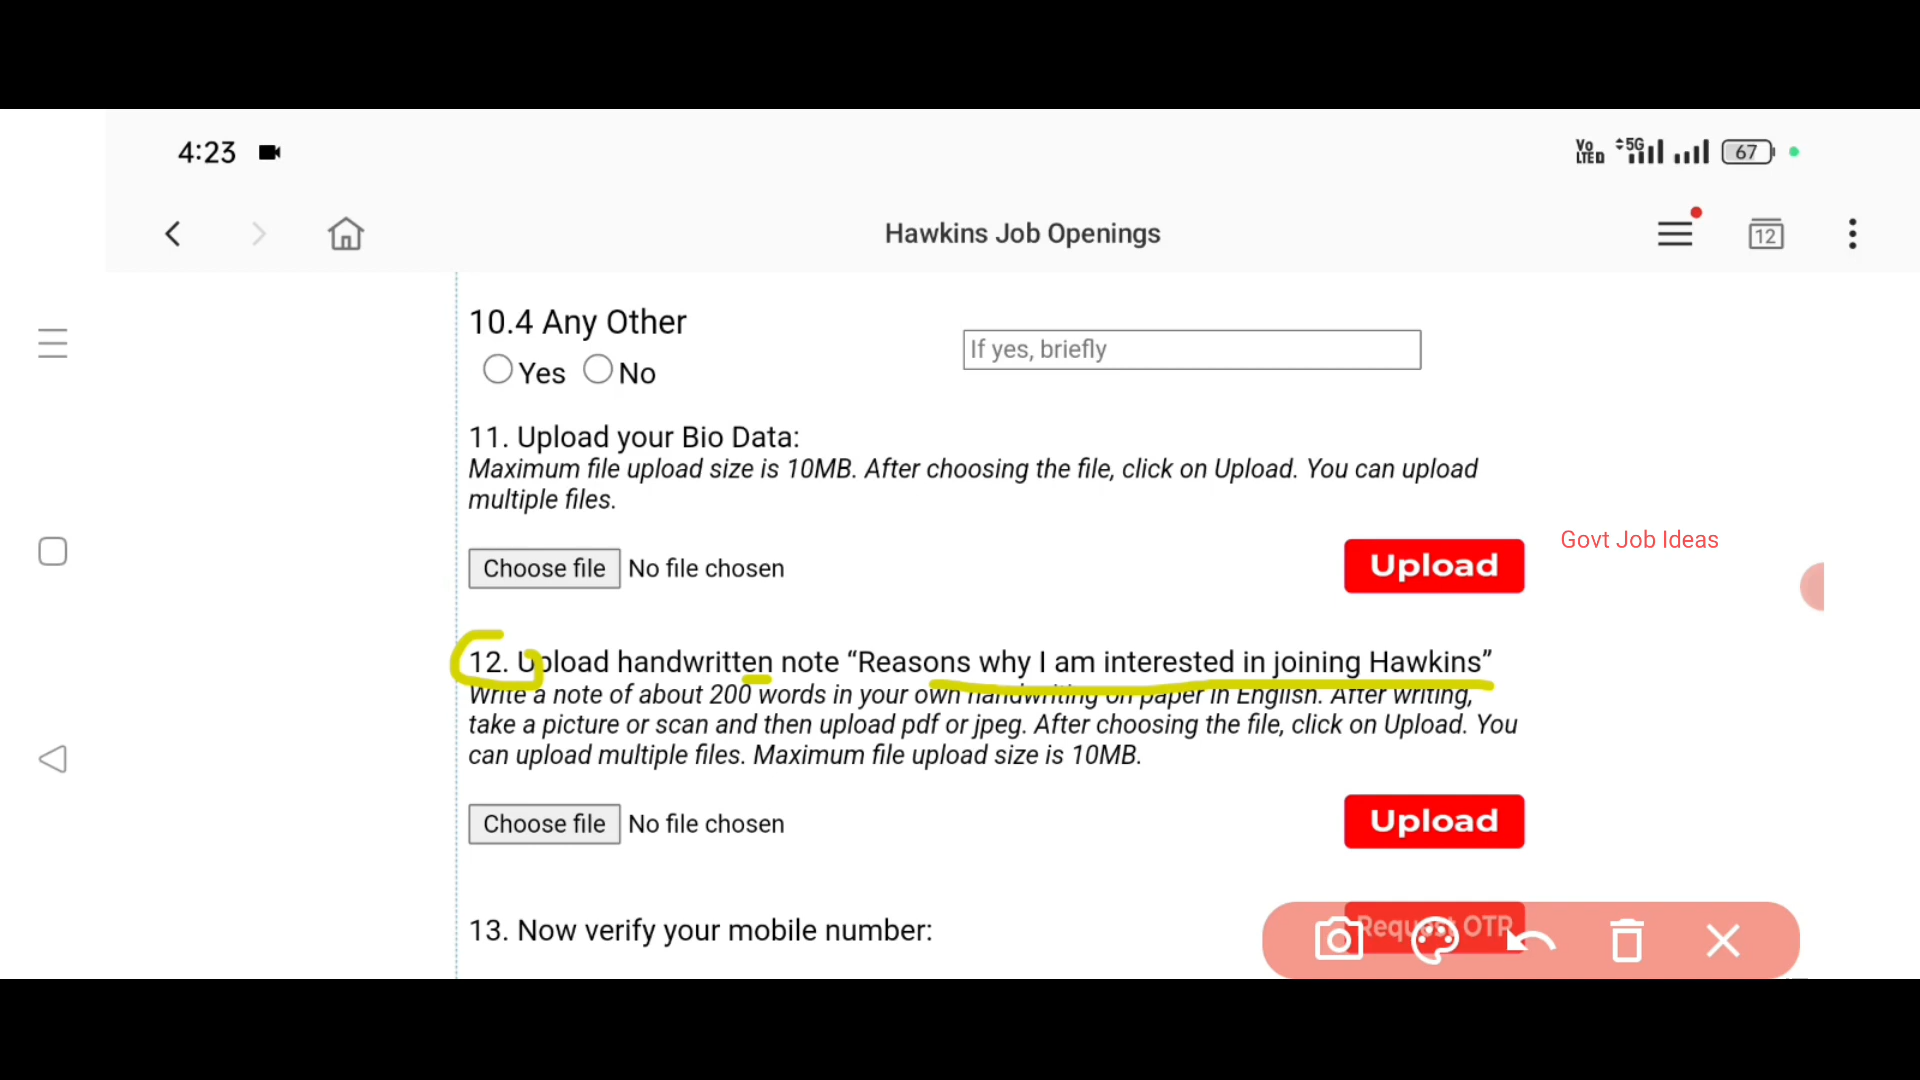 4:23
Vo LTE D 5G 67
Hawkins Job Openings
12
10.4 Any Other
If yes, briefly
Yes No
11. Upload your Bio Data:
Maximum file upload size is 10MB. After choosing the file, click on Upload. You can upload
multiple files.
Govt Job Ideas
Choose file No file chosen Upload
12. Upload handwritten note “Reasons why I am interested in joining Hawkins”
Write a note of about 200 words in your own handwriting on paper in English. After writing,
take a picture or scan and then upload pdf or jpeg. After choosing the file, click on Upload. You
can upload multiple files. Maximum file upload size is 10MB.
Choose file No file chosen Upload
13. Now verify your mobile number: Request OTP